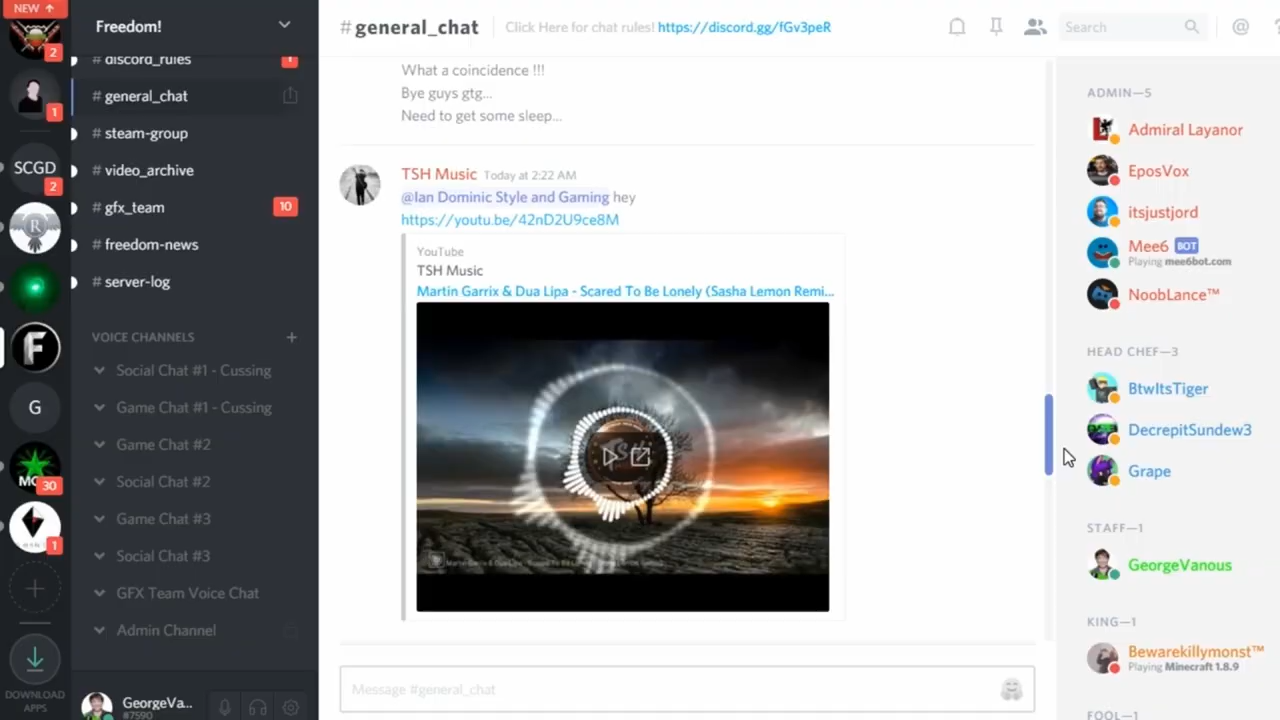 NEW ↑
2
1
SCGD
2
R
F
G
MC
30
1
DOWNLOAD
APPS
Freedom!
# discord_rules
1
# general_chat
# steam-group
# video_archive
# gfx_team
10
# freedom-news
# server-log
VOICE CHANNELS
Social Chat #1 - Cussing
Game Chat #1 - Cussing
Game Chat #2
Social Chat #2
Game Chat #3
Social Chat #3
GFX Team Voice Chat
Admin Channel
GeorgeVa...
#7590
#general_chat
Click Here for chat rules! https://discord.gg/fGv3peR
Search
What a coincidence !!!
Bye guys gtg...
Need to get some sleep...
TSH Music Today at 2:22 AM
@Ian Dominic Style and Gaming hey
https://youtu.be/42nD2U9ce8M
YouTube
TSH Music
Martin Garrix & Dua Lipa - Scared To Be Lonely (Sasha Lemon Remi...
Message #general_chat
ADMIN—5
Admiral Layanor
EposVox
itsjustjord
Mee6 BOT
Playing mee6bot.com
NoobLance™
HEAD CHEF—3
BtwItsTiger
DecrepitSundew3
Grape
STAFF—1
GeorgeVanous
KING—1
Bewarekillymonst™
Playing Minecraft 1.8.9
FOOL—1